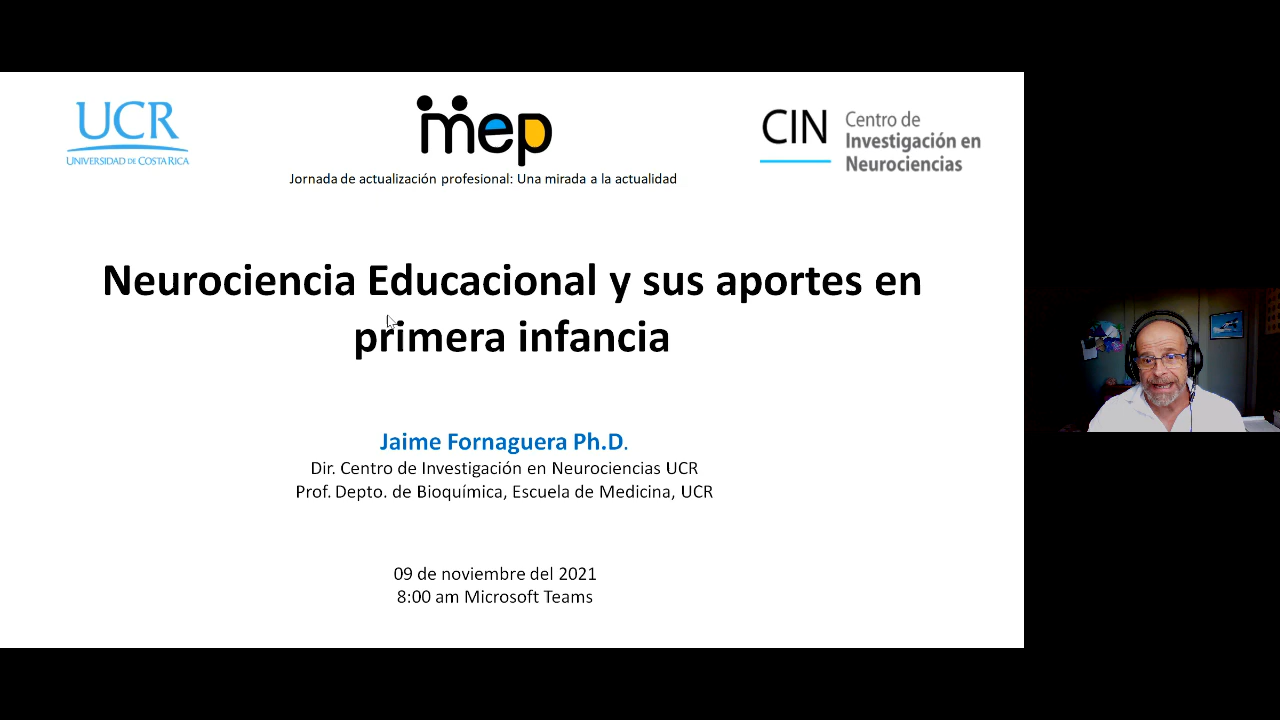 UCR
UNIVERSIDAD DE COSTA RICA
mep
Jornada de actualización profesional: Una mirada a la actualidad
CIN
Centro de
Investigación en
Neurociencias
Neurociencia Educacional y sus aportes en
primera infancia
Jaime Fornaguera Ph.D.
Dir. Centro de Investigación en Neurociencias UCR
Prof. Depto. de Bioquímica, Escuela de Medicina, UCR
09 de noviembre del 2021
8:00 am Microsoft Teams